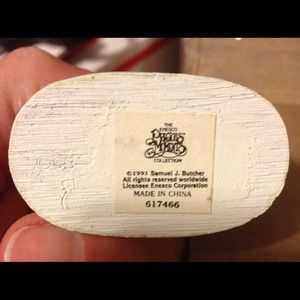 THE
ENESCO
PRECIOUS
MOMENTS
COLLECTION
©1991 Samuel J. Butcher
All rights reserved worldwide
Licensee Enesco Corporation
MADE IN CHINA
617466